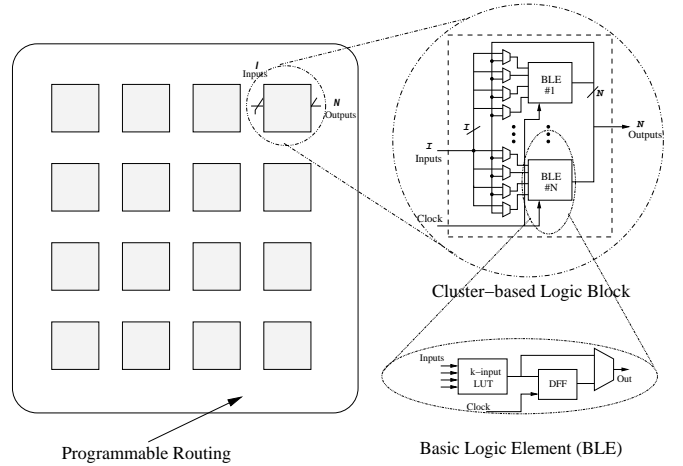 I
Inputs
N
Outputs
Programmable Routing
BLE
#1
N
I
Inputs
N
Outputs
BLE
#N
Clock
Cluster−based Logic Block
Inputs
k−input
LUT
DFF
Out
Clock
Basic Logic Element (BLE)